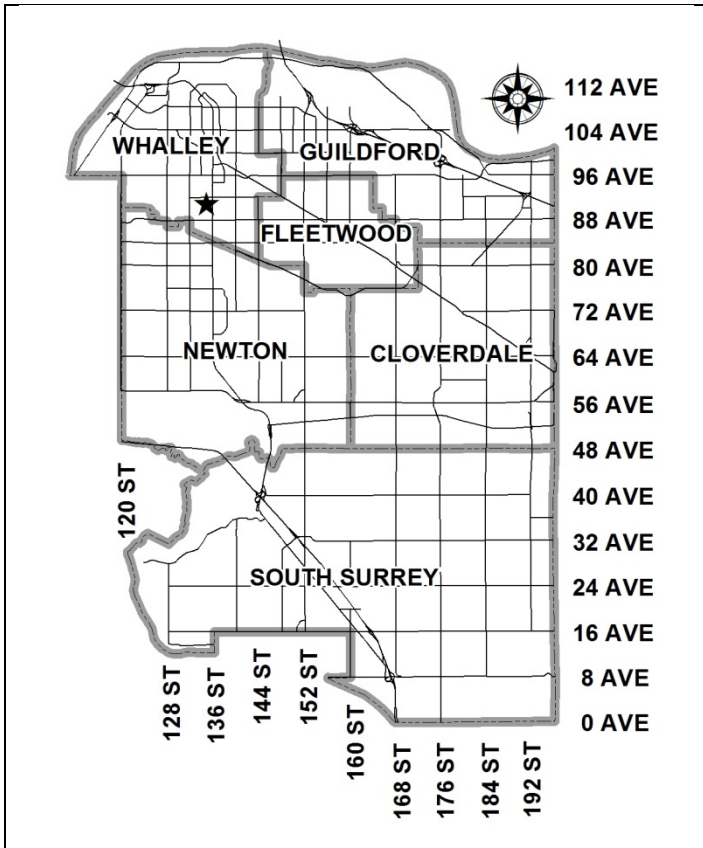 112 AVE
104 AVE
WHALLEY
GUILDFORD
96 AVE
88 AVE
FLEETWOOD
80 AVE
72 AVE
NEWTON
CLOVERDALE
64 AVE
56 AVE
48 AVE
120 ST
40 AVE
32 AVE
SOUTH SURREY
24 AVE
16 AVE
8 AVE
0 AVE
128 ST
136 ST
144 ST
152 ST
160 ST
168 ST
176 ST
184 ST
192 ST